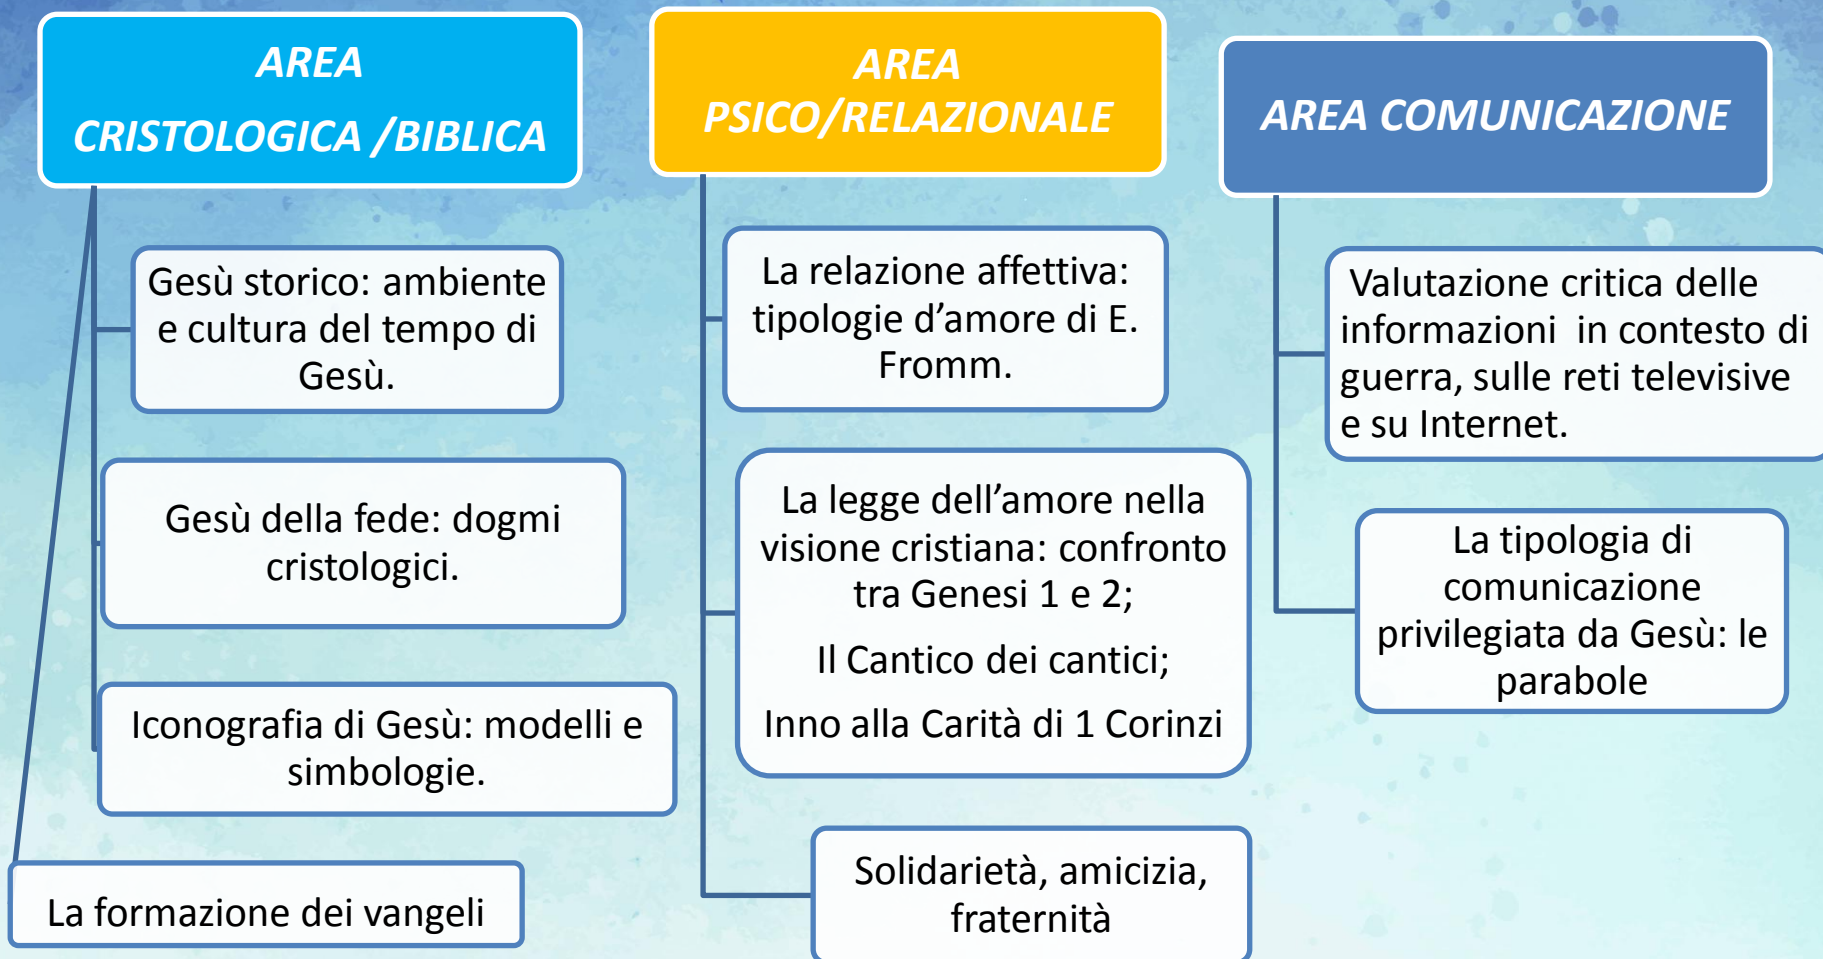 AREA
CRISTOLOGICA /BIBLICA
Gesù storico: ambiente
e cultura del tempo di
Gesù.
Gesù della fede: dogmi
cristologici.
Iconografia di Gesù: modelli e
simbologie.
La formazione dei vangeli
AREA
PSICO/RELAZIONALE
La relazione affettiva:
tipologie d’amore di E.
Fromm.
La legge dell’amore nella
visione cristiana: confronto
tra Genesi 1 e 2;
Il Cantico dei cantici;
Inno alla Carità di 1 Corinzi
Solidarietà, amicizia,
fraternità
AREA COMUNICAZIONE
Valutazione critica delle
informazioni in contesto di
guerra, sulle reti televisive
e su Internet.
La tipologia di
comunicazione
privilegiata da Gesù: le
parabole